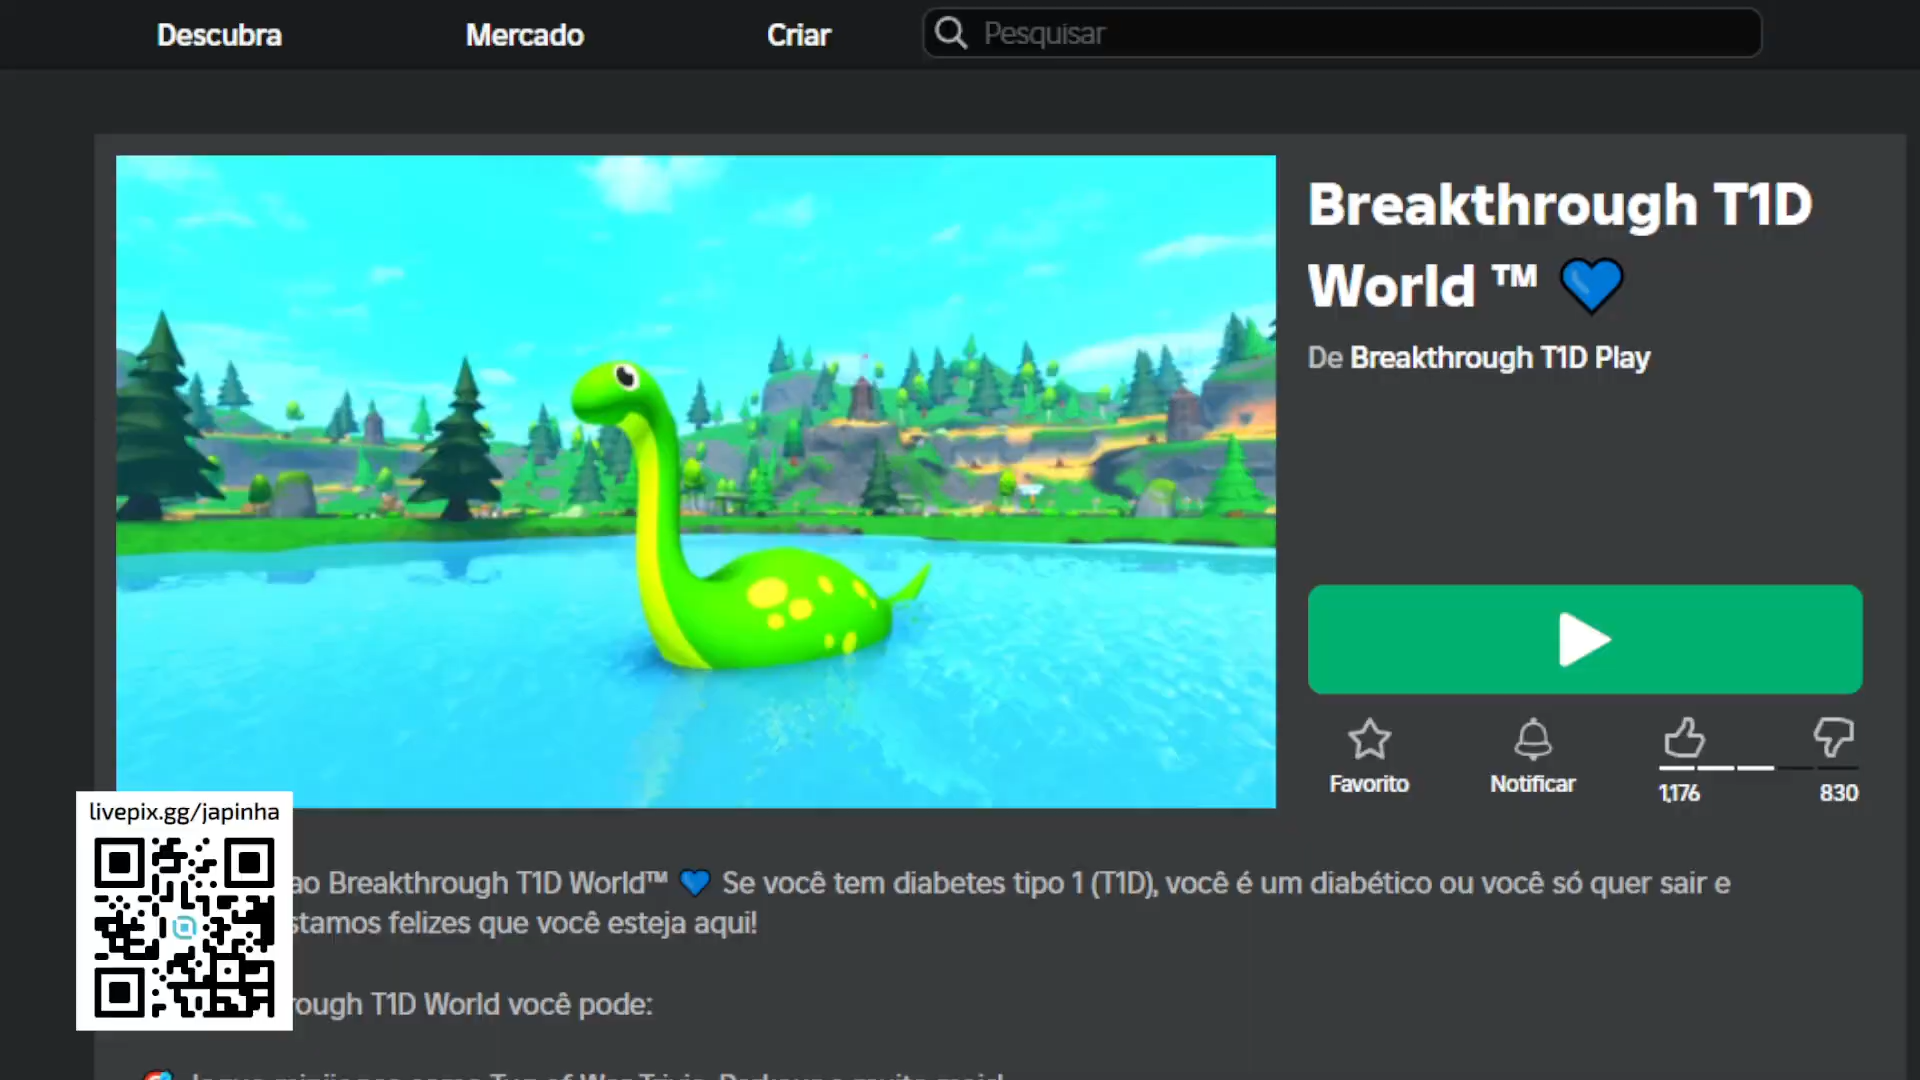 Descubra
Mercado
Criar
Pesquisar
Breakthrough T1D
World ™ 💙
De Breakthrough T1D Play
Favorito
Notificar
1,176
830
livepix.gg/japinha
ao Breakthrough T1D World™ 💙 Se você tem diabetes tipo 1 (T1D), você é um diabético ou você só quer sair e
stamos felizes que você esteja aqui!
rough T1D World você pode: